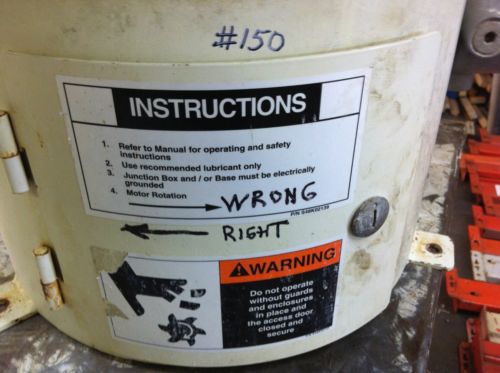 #150
INSTRUCTIONS
1. Refer to Manual for operating and safety
instructions
2. Use recommended lubricant only
3. Junction Box and / or Base must be electrically
grounded
4. Motor Rotation
WRONG
P/N 549K02139
RIGHT
WARNING
Do not operate
without guards
and enclosures
in place and
the access door
closed and
secure